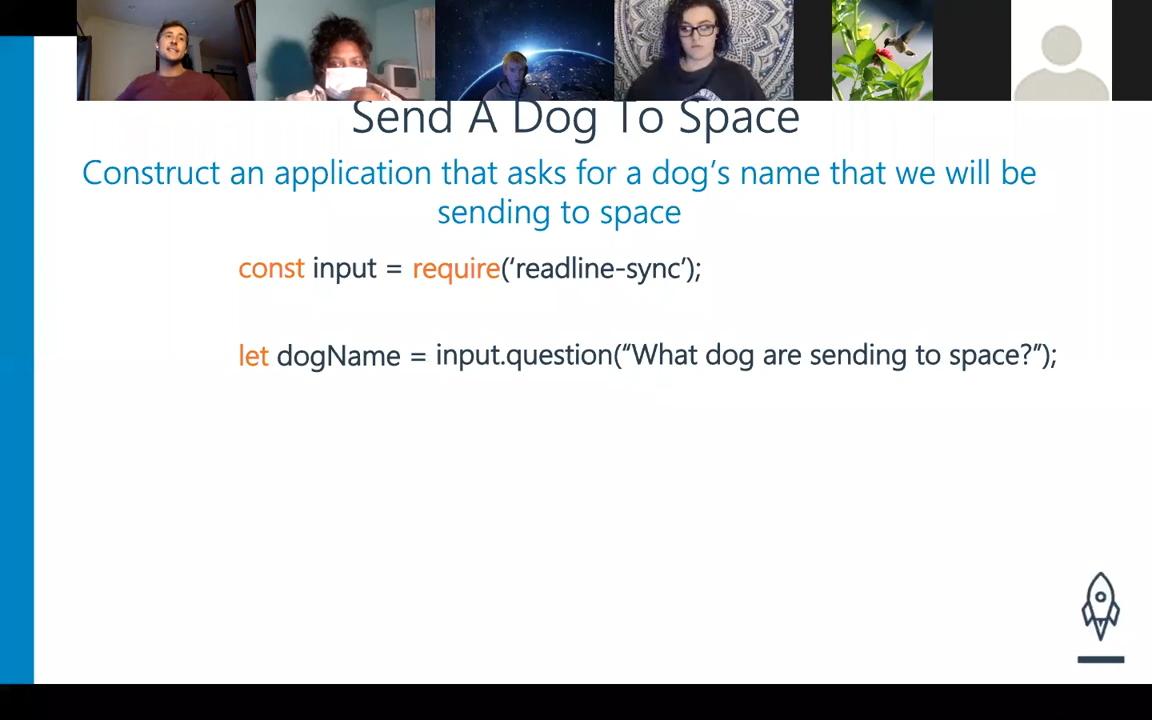 Send A Dog To Space
Construct an application that asks for a dog’s name that we will be
sending to space
const input = require(‘readline-sync’);
let dogName = input.question(“What dog are sending to space?”);